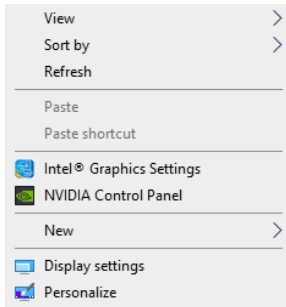 View
Sort by
Refresh
Paste
Paste shortcut
Intel® Graphics Settings
NVIDIA Control Panel
New
Display settings
Personalize